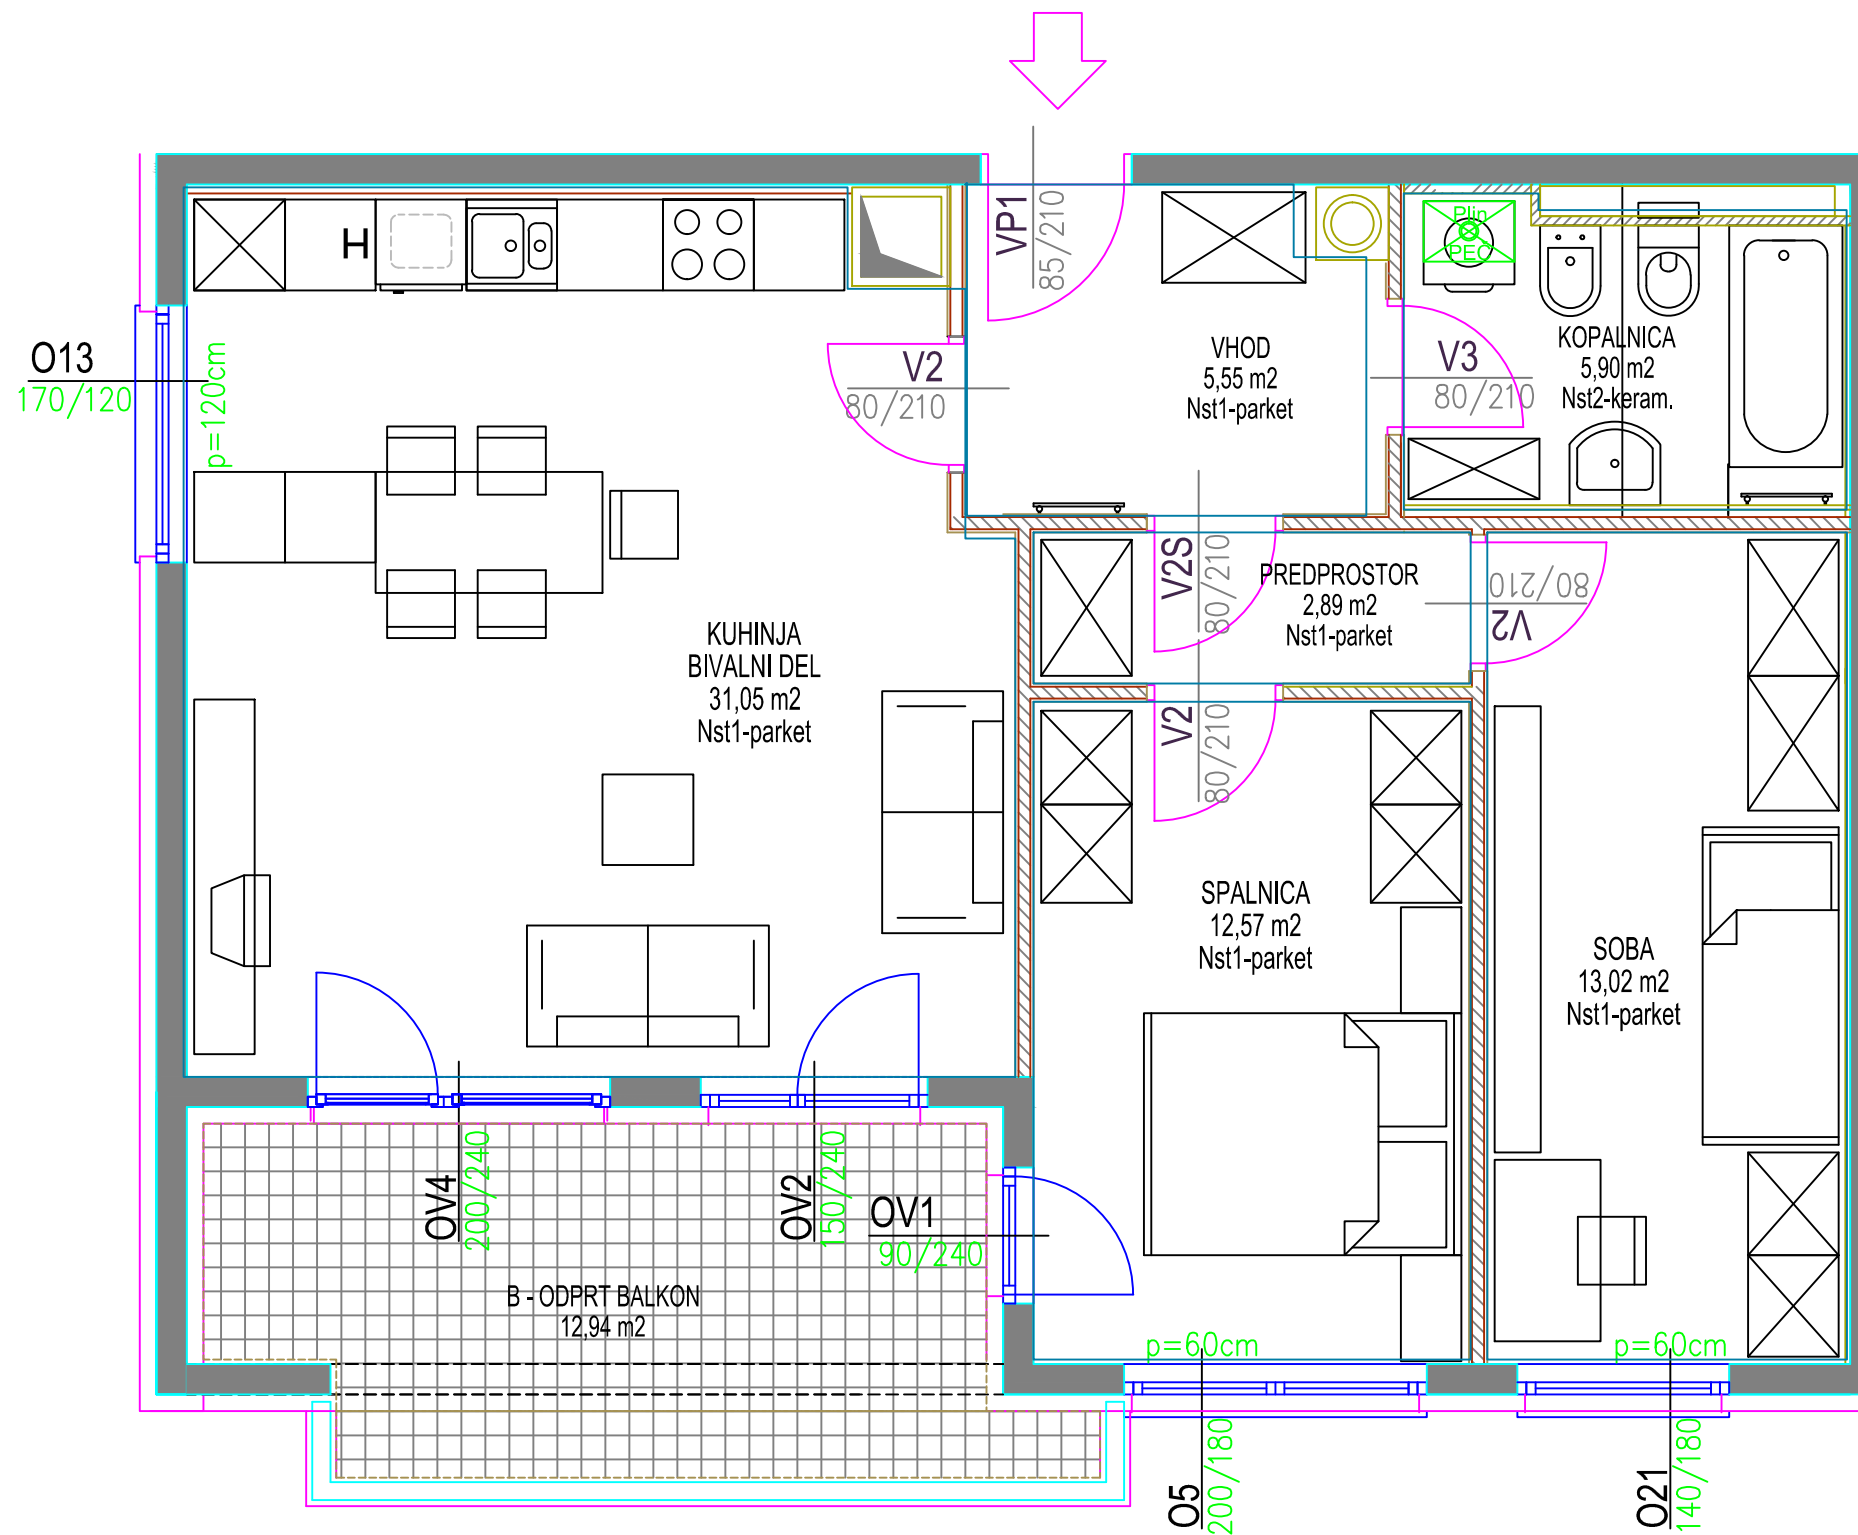 VP1
85/210
Plin
PEČ
H
O13
170/120
p=120cm
V2
80/210
VHOD
5,55 m2
Nst1-parket
V3
80/210
KOPALNICA
5,90 m2
Nst2-keram.
V2S
80/210
PREDPROSTOR
2,89 m2
Nst1-parket
V2
80/210
KUHINJA
BIVALNI DEL
31,05 m2
Nst1-parket
V2
80/210
SPALNICA
12,57 m2
Nst1-parket
SOBA
13,02 m2
Nst1-parket
OV4
200/240
OV2
150/240
OV1
90/240
B - ODPRT BALKON
12,94 m2
p=60cm
p=60cm
O5
200/180
O21
140/180